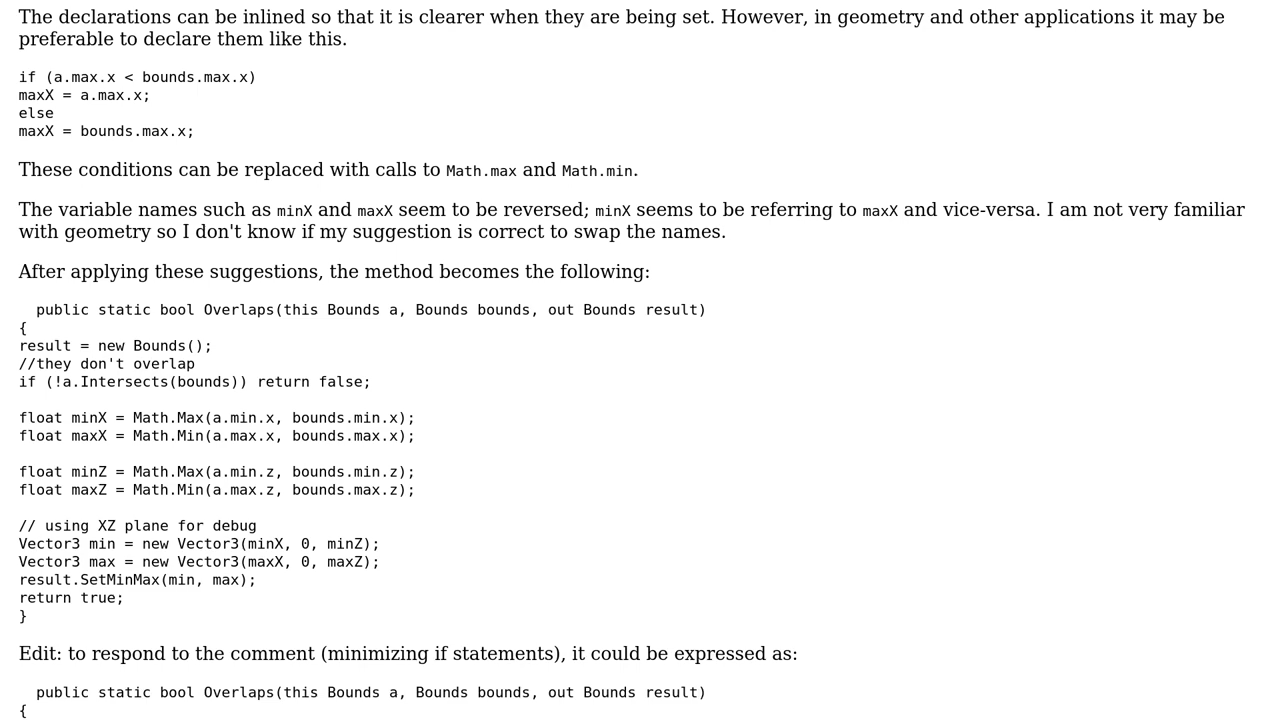 The declarations can be inlined so that it is clearer when they are being set. However, in geometry and other applications it may be
preferable to declare them like this.
if (a.max.x < bounds.max.x)
maxX = a.max.x;
else
maxX = bounds.max.x;
These conditions can be replaced with calls to Math.max and Math.min.
The variable names such as minX and maxX seem to be reversed; minX seems to be referring to maxX and vice-versa. I am not very familiar
with geometry so I don't know if my suggestion is correct to swap the names.
After applying these suggestions, the method becomes the following:
public static bool Overlaps(this Bounds a, Bounds bounds, out Bounds result)
{
result = new Bounds();
//they don't overlap
if (!a.Intersects(bounds)) return false;
float minX = Math.Max(a.min.x, bounds.min.x);
float maxX = Math.Min(a.max.x, bounds.max.x);
float minZ = Math.Max(a.min.z, bounds.min.z);
float maxZ = Math.Min(a.max.z, bounds.max.z);
// using XZ plane for debug
Vector3 min = new Vector3(minX, 0, minZ);
Vector3 max = new Vector3(maxX, 0, maxZ);
result.SetMinMax(min, max);
return true;
}
Edit: to respond to the comment (minimizing if statements), it could be expressed as:
public static bool Overlaps(this Bounds a, Bounds bounds, out Bounds result)
{